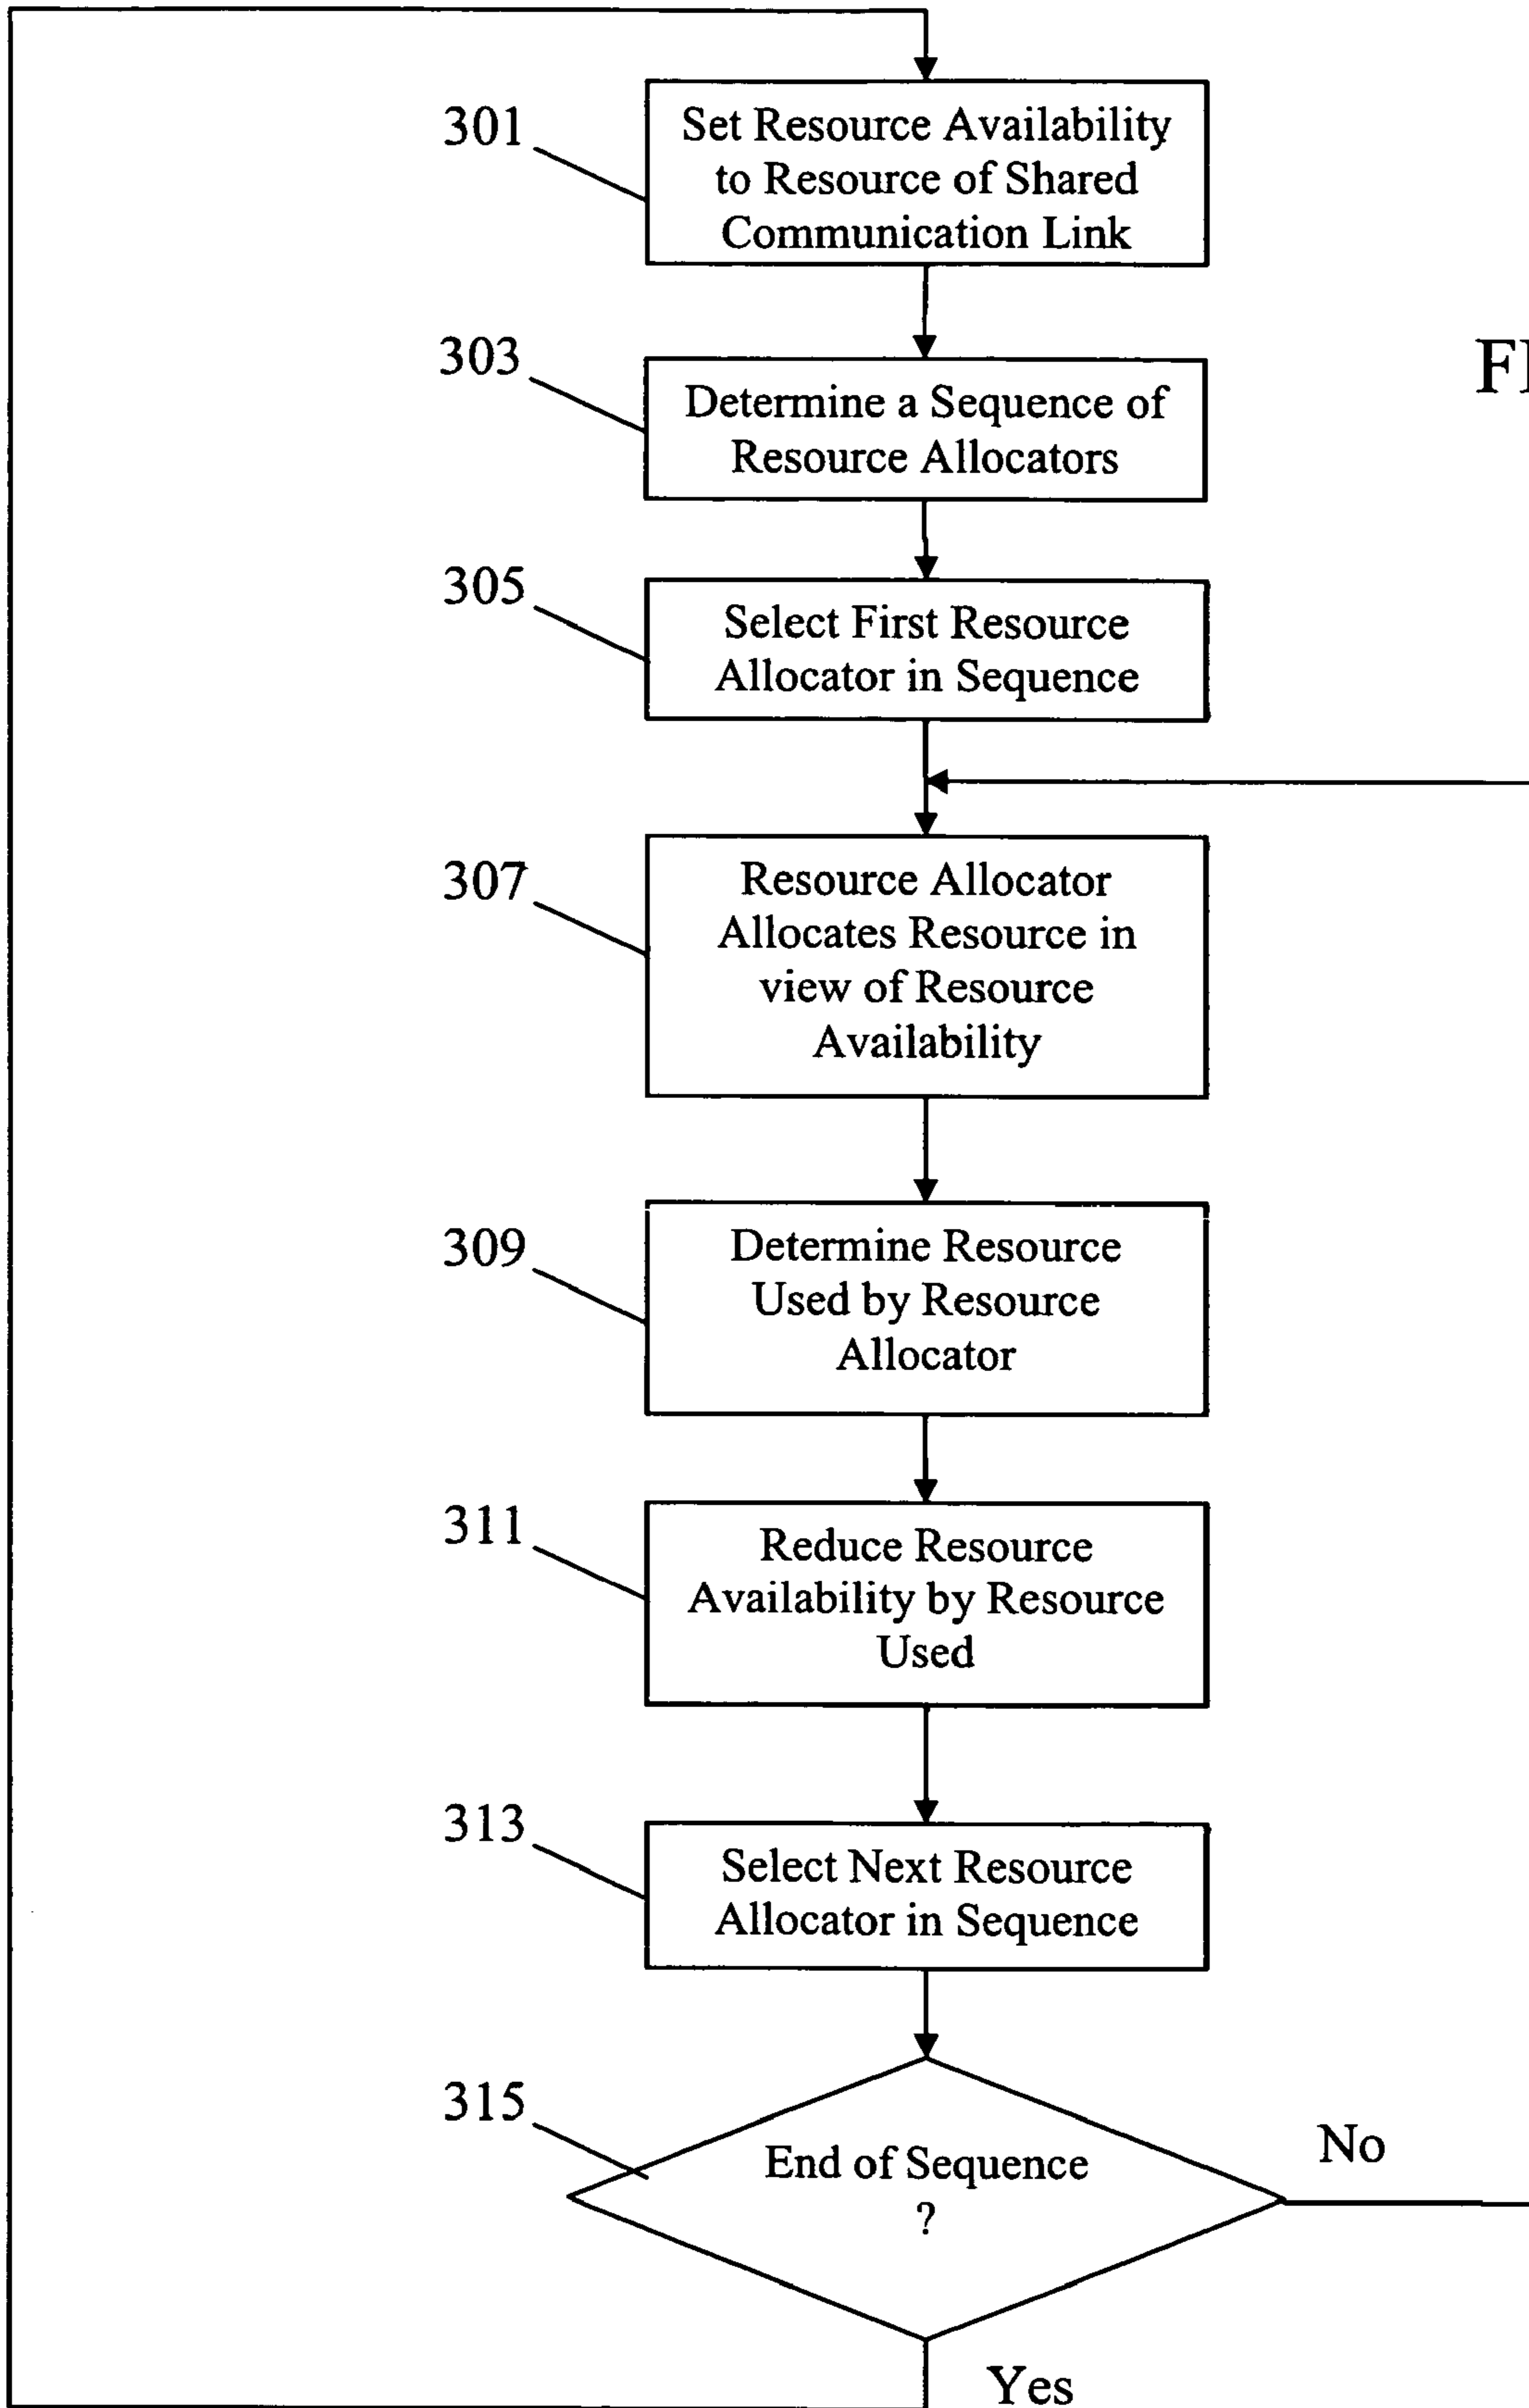 301
Set Resource Availability
to Resource of Shared
Communication Link
303
Determine a Sequence of
Resource Allocators
305
Select First Resource
Allocator in Sequence
307
Resource Allocator
Allocates Resource in
view of Resource
Availability
309
Determine Resource
Used by Resource
Allocator
311
Reduce Resource
Availability by Resource
Used
313
Select Next Resource
Allocator in Sequence
315
End of Sequence
?
No
Yes